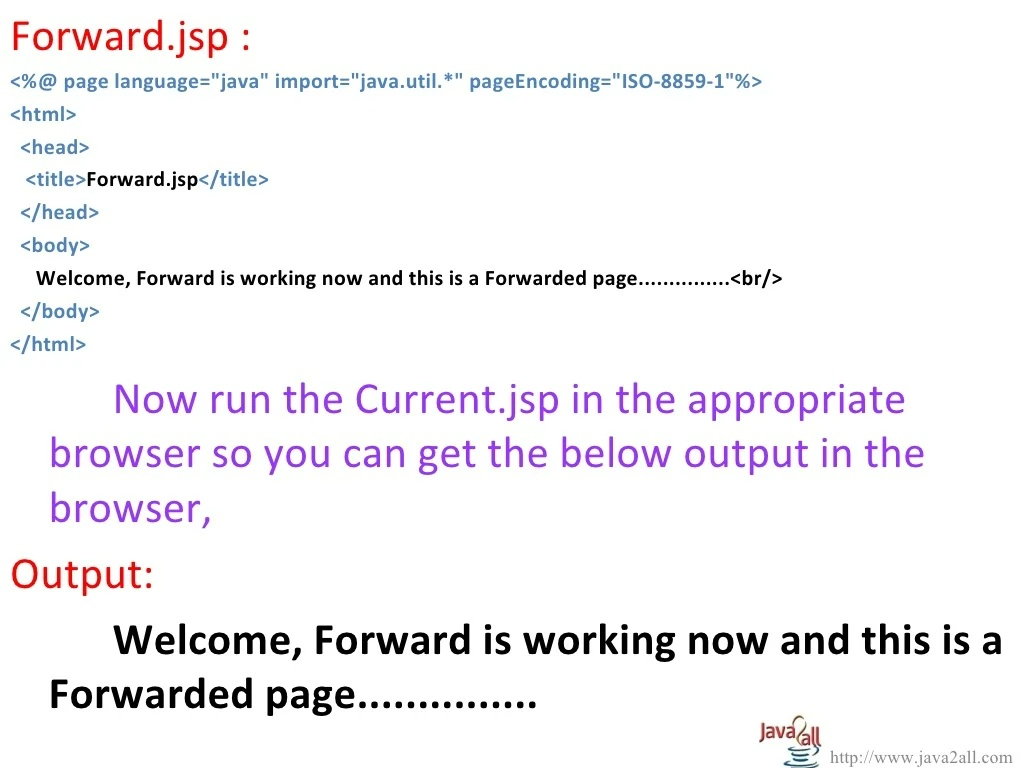 Forward.jsp :
<%@ page language="java" import="java.util.*" pageEncoding="ISO-8859-1"%>
<html>
<head>
<title>Forward.jsp</title>
</head>
<body>
Welcome, Forward is working now and this is a Forwarded page...............<br/>
</body>
</html>
Now run the Current.jsp in the appropriate
browser so you can get the below output in the
browser,
Output:
Welcome, Forward is working now and this is a
Forwarded page...............
Java2all
http://www.java2all.com